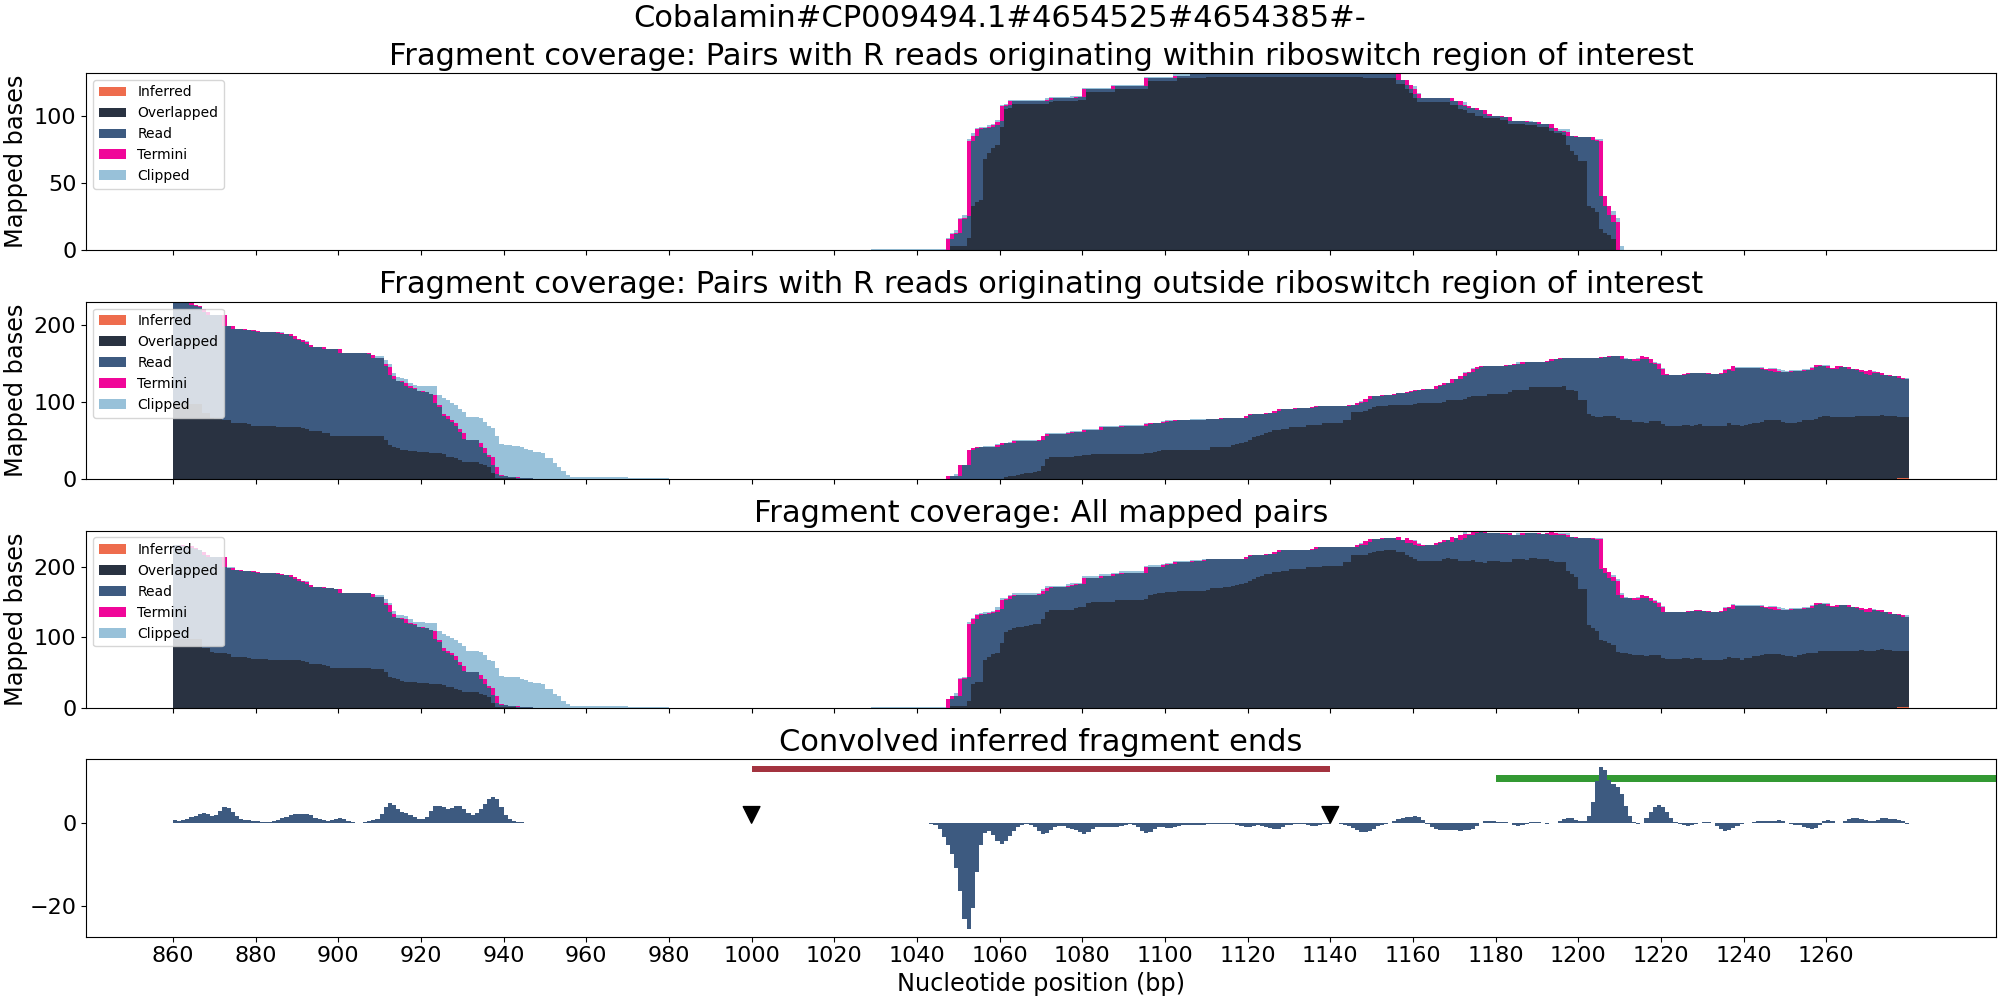 Cobalamin#CP009494.1#4654525#4654385#-
Fragment coverage: Pairs with R reads originating within riboswitch region of interest
Mapped bases
100
50
0
Inferred
Overlapped
Read
Termini
Clipped
Fragment coverage: Pairs with R reads originating outside riboswitch region of interest
Mapped bases
200
100
0
Inferred
Overlapped
Read
Termini
Clipped
Fragment coverage: All mapped pairs
Mapped bases
200
100
0
Inferred
Overlapped
Read
Termini
Clipped
Convolved inferred fragment ends
0
−20
860 880 900 920 940 960 980 1000 1020 1040 1060 1080 1100 1120 1140 1160 1180 1200 1220 1240 1260
Nucleotide position (bp)